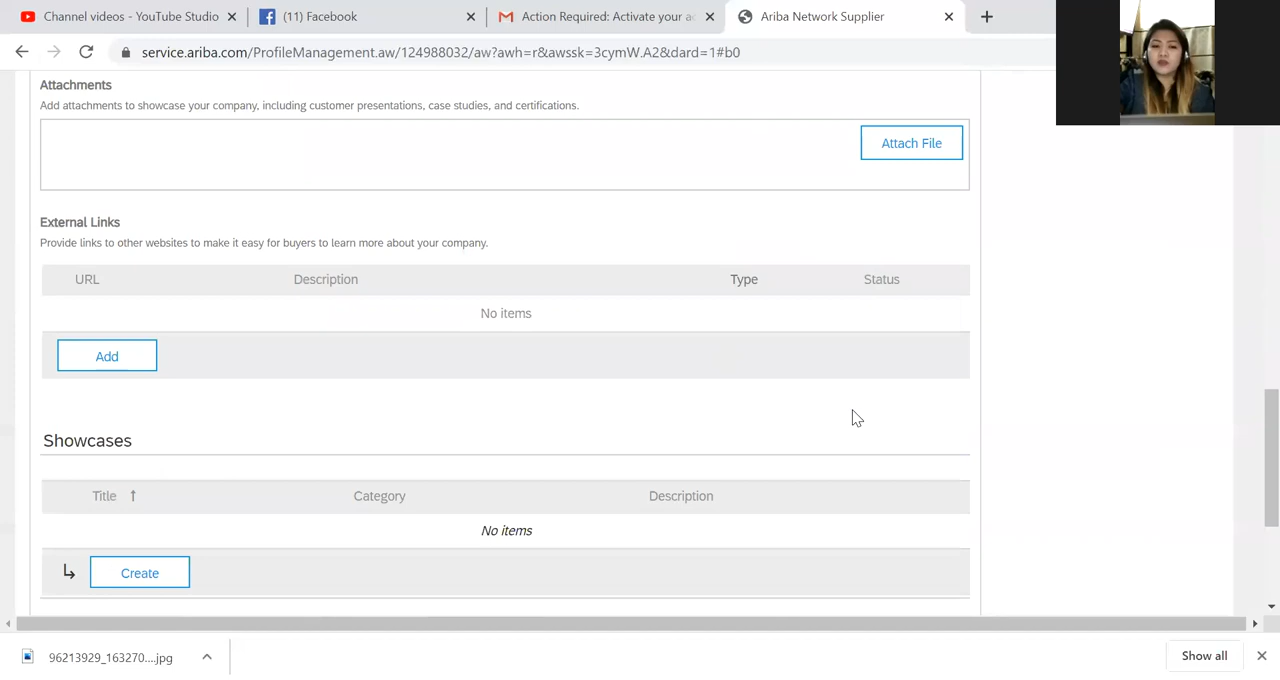 Channel videos - YouTube Studio
(11) Facebook
Action Required: Activate your ac
Ariba Network Supplier
service.ariba.com/ProfileManagement.aw/124988032/aw?awh=r&awssk=3cymW.A2&dard=1#b0
Attachments
Add attachments to showcase your company, including customer presentations, case studies, and certifications.
Attach File
External Links
Provide links to other websites to make it easy for buyers to learn more about your company.
URL Description Type Status
No items
Add
Showcases
Title ↑ Category Description
No items
Create
96213929_163270....jpg
Show all